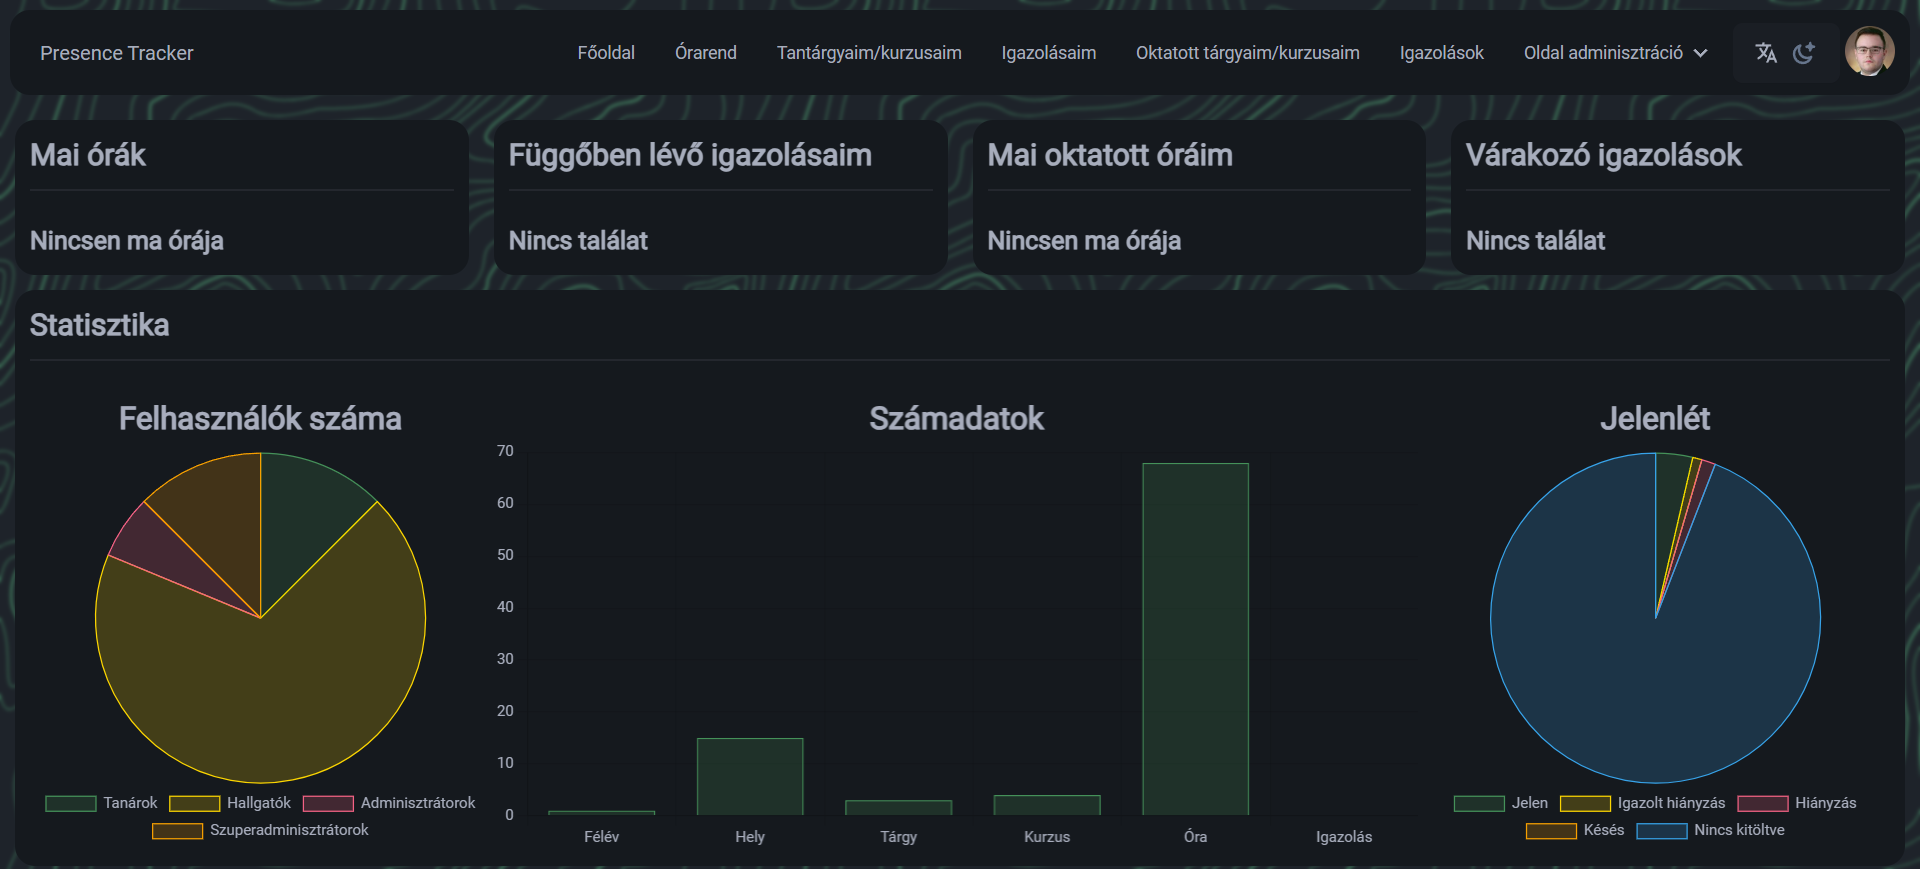 Presence Tracker
Főoldal
Órarend
Tantárgyaim/kurzusaim
Igazolásaim
Oktatott tárgyaim/kurzusaim
Igazolások
Oldal adminisztráció
文A
Mai órák
Nincsen ma órája
Függőben lévő igazolásaim
Nincs találat
Mai oktatott óráim
Nincsen ma órája
Várakozó igazolások
Nincs találat
Statisztika
Felhasználók száma
Tanárok
Hallgatók
Adminisztrátorok
Szuperadminisztrátorok
Számadatok
70
60
50
40
30
20
10
0
Félév
Hely
Tárgy
Kurzus
Óra
Igazolás
Jelenlét
Jelen
Igazolt hiányzás
Hiányzás
Késés
Nincs kitöltve